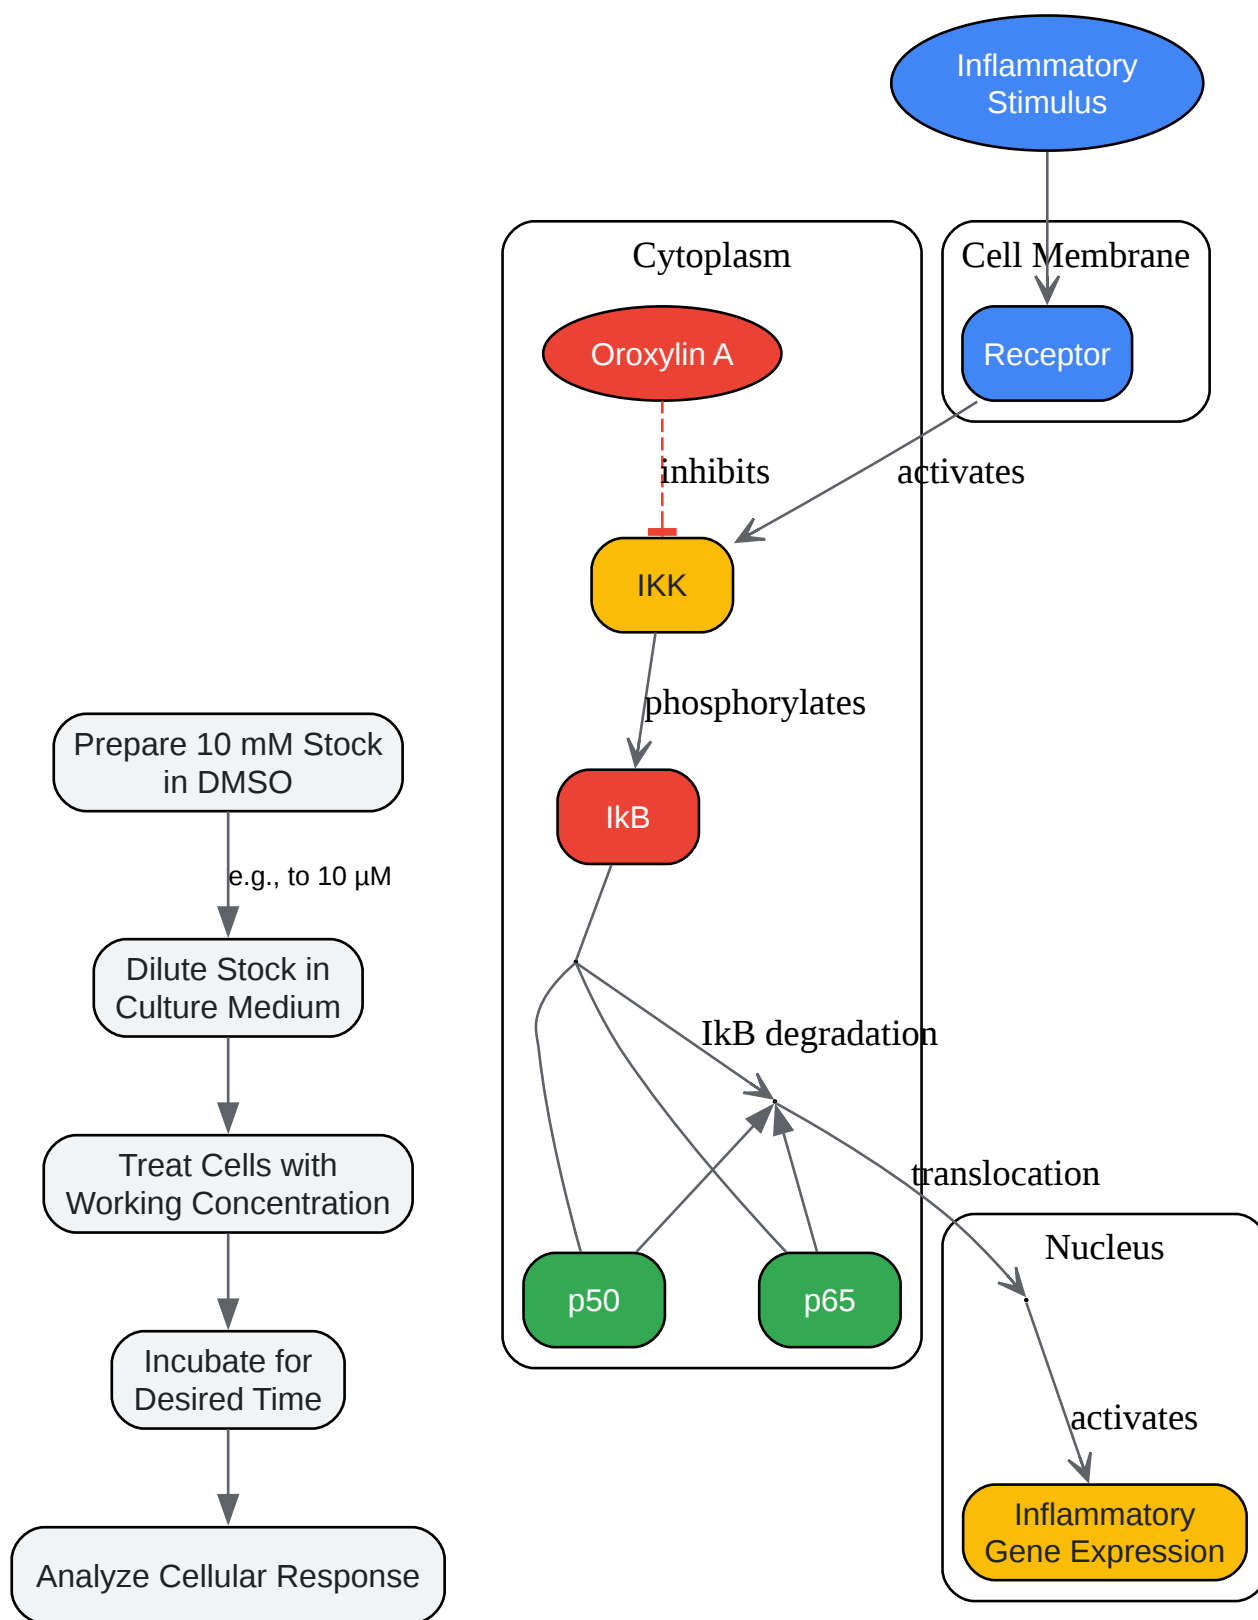 Inflammatory
Stimulus
Cytoplasm
Cell Membrane
Oroxylin A
Receptor
inhibits
activates
IKK
phosphorylates
IkB
IkB degradation
translocation
p50
p65
Nucleus
activates
Inflammatory
Gene Expression
Prepare 10 mM Stock
in DMSO
e.g., to 10 µM
Dilute Stock in
Culture Medium
Treat Cells with
Working Concentration
Incubate for
Desired Time
Analyze Cellular Response